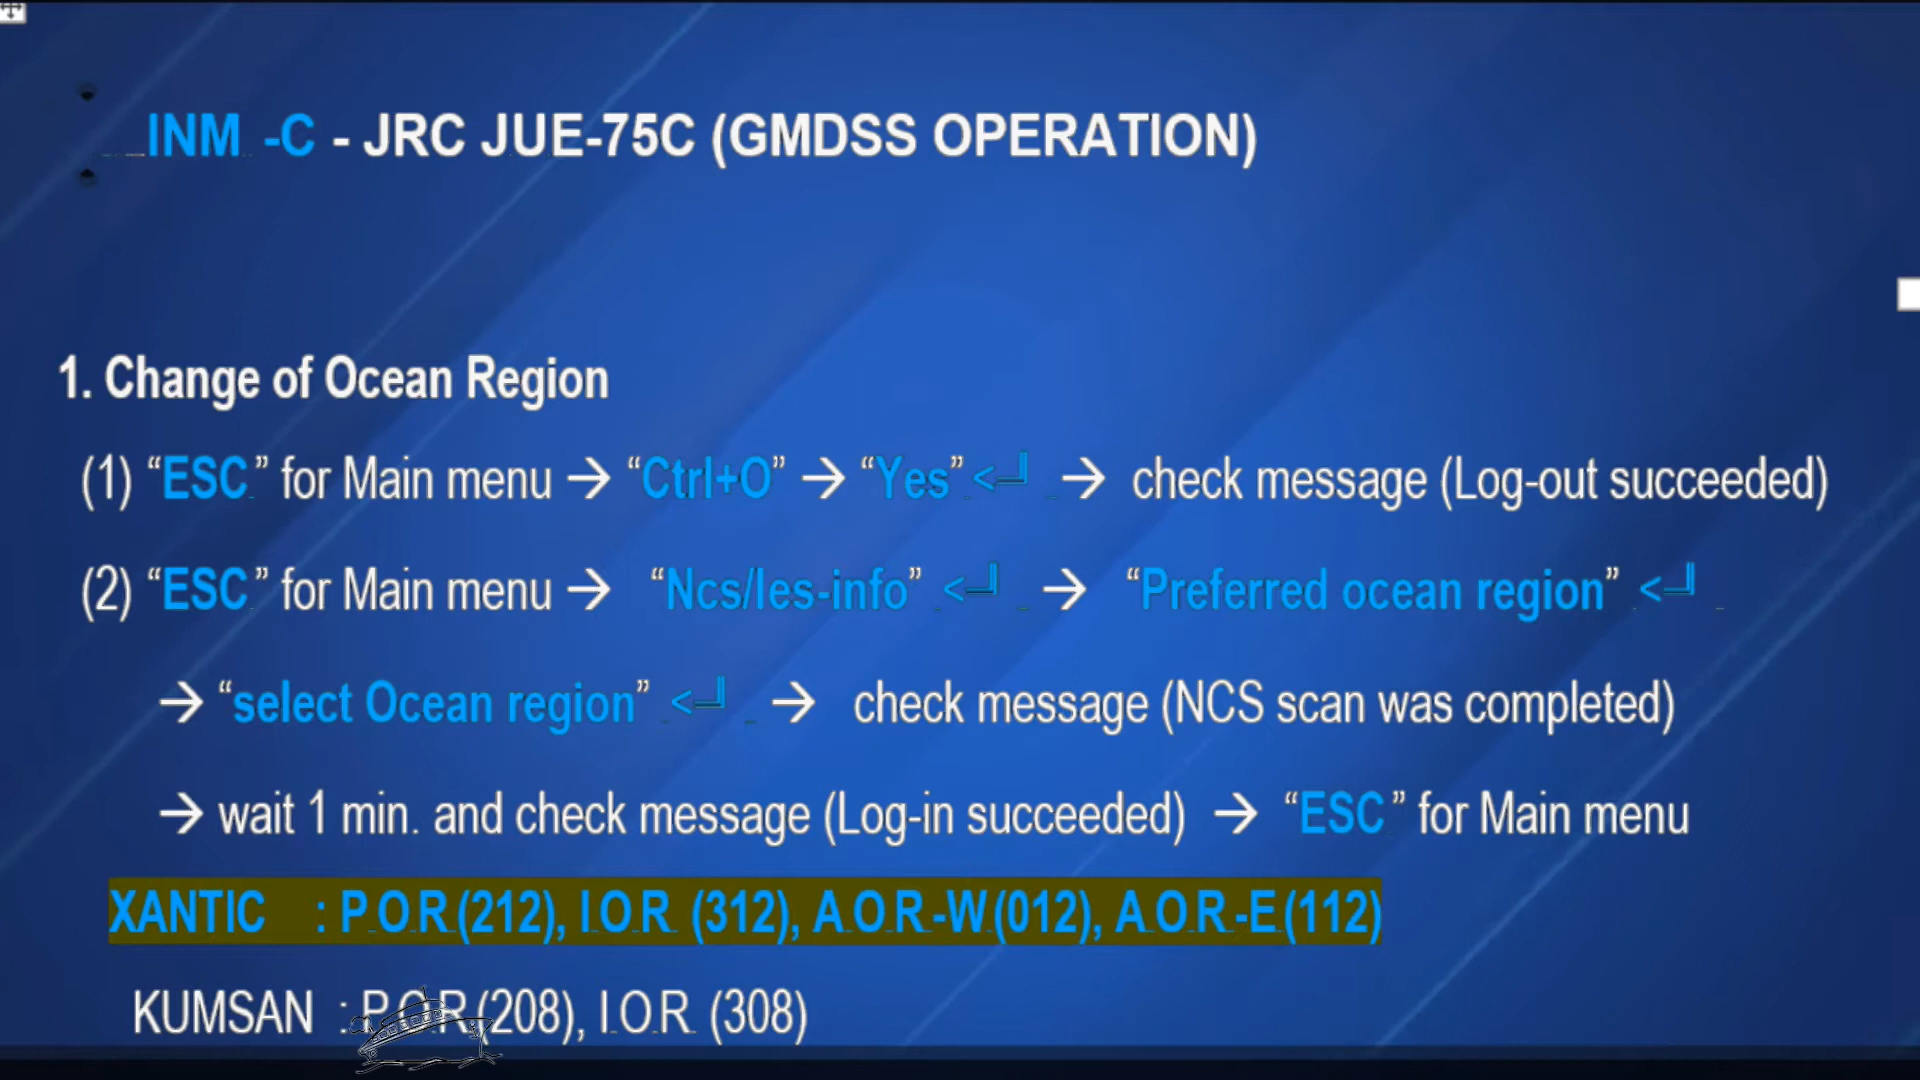 INM -C - JRC JUE-75C (GMDSS OPERATION)
1. Change of Ocean Region
(1) “ESC” for Main menu → “Ctrl+O” → “Yes” <┘ → check message (Log-out succeeded)
(2) “ESC” for Main menu → “Ncs/les-info” <┘ → “Preferred ocean region” <┘
→ “select Ocean region” <┘ → check message (NCS scan was completed)
→ wait 1 min. and check message (Log-in succeeded) → “ESC” for Main menu
XANTIC : P.O.R(212), I.O.R (312), A.O.R-W(012), A.O.R-E(112)
KUMSAN : P.O.R(208), I.O.R (308)